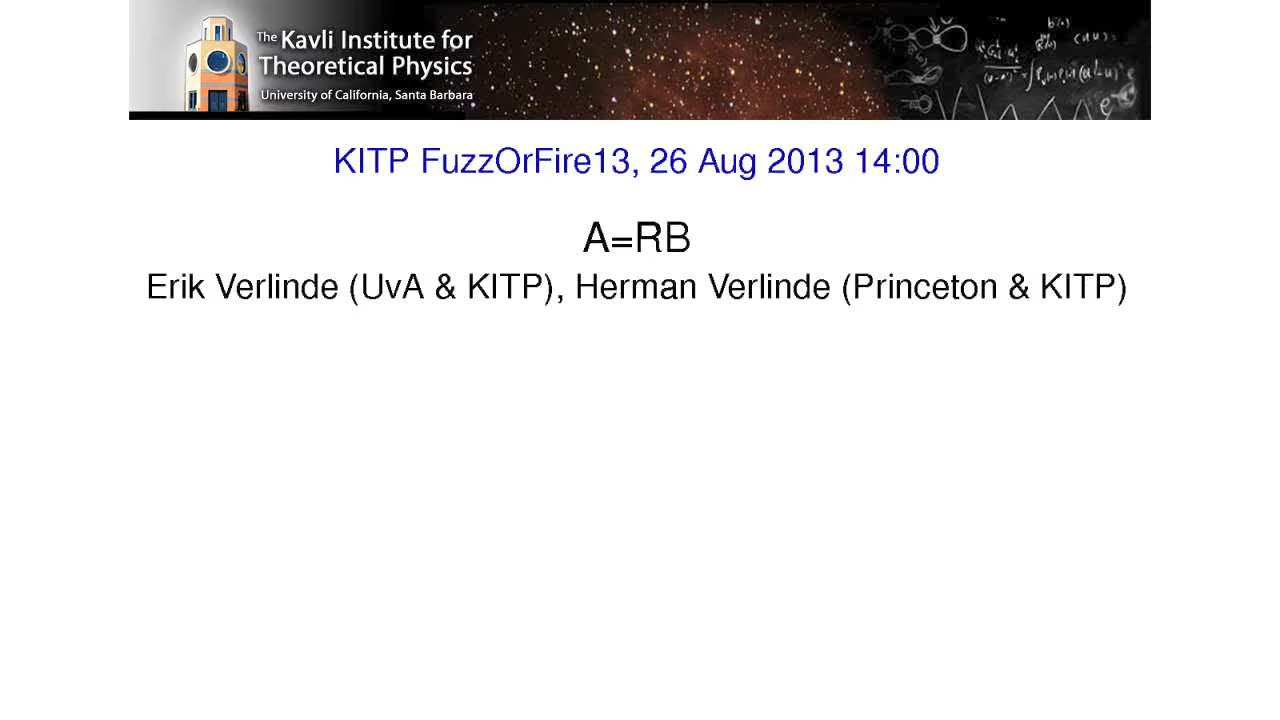 The Kavli Institute for
Theoretical Physics
University of California, Santa Barbara
KITP FuzzOrFire13, 26 Aug 2013 14:00
A=RB
Erik Verlinde (UvA & KITP), Herman Verlinde (Princeton & KITP)